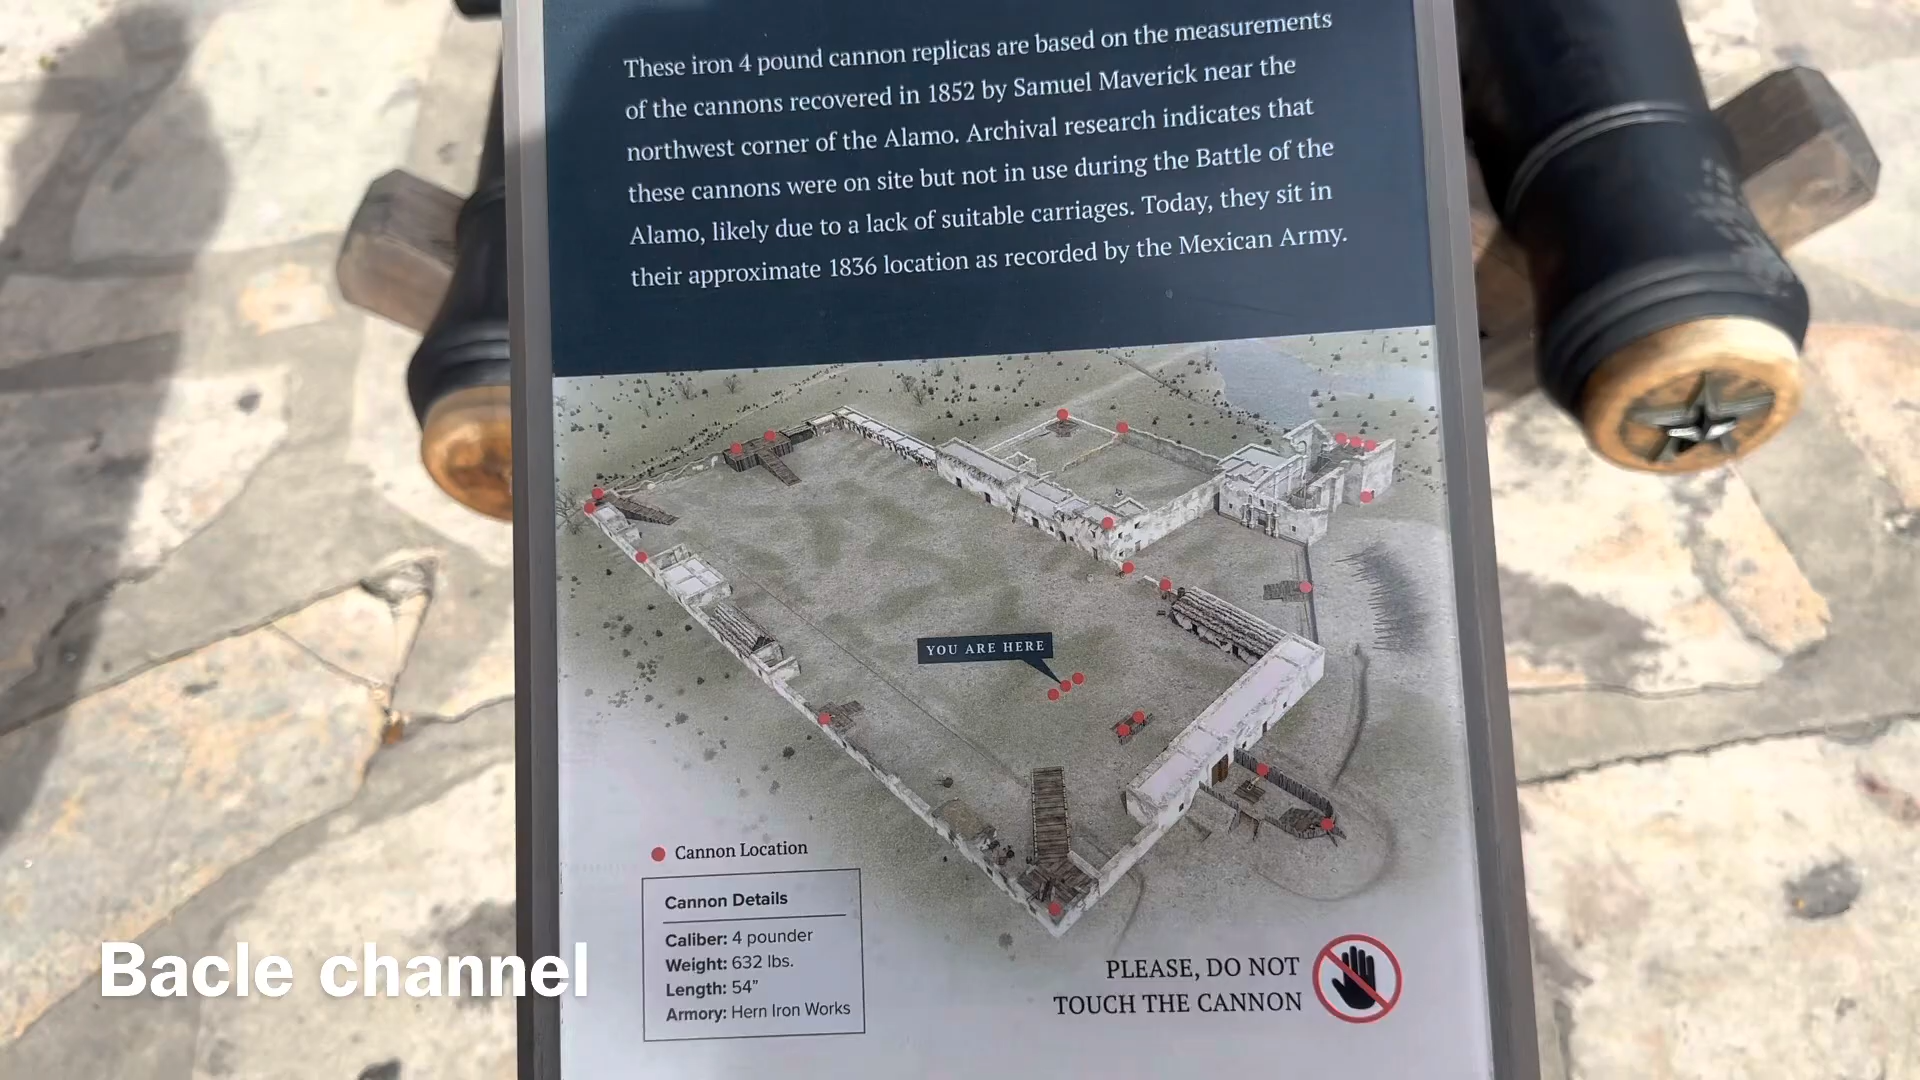 These iron 4 pound cannon replicas are based on the measurements
of the cannons recovered in 1852 by Samuel Maverick near the
northwest corner of the Alamo. Archival research indicates that
these cannons were on site but not in use during the Battle of the
Alamo, likely due to a lack of suitable carriages. Today, they sit in
their approximate 1836 location as recorded by the Mexican Army.
YOU ARE HERE
Cannon Location
Cannon Details
Caliber: 4 pounder
Weight: 632 lbs.
Length: 54”
Armory: Hern Iron Works
PLEASE, DO NOT
TOUCH THE CANNON
Bacle channel